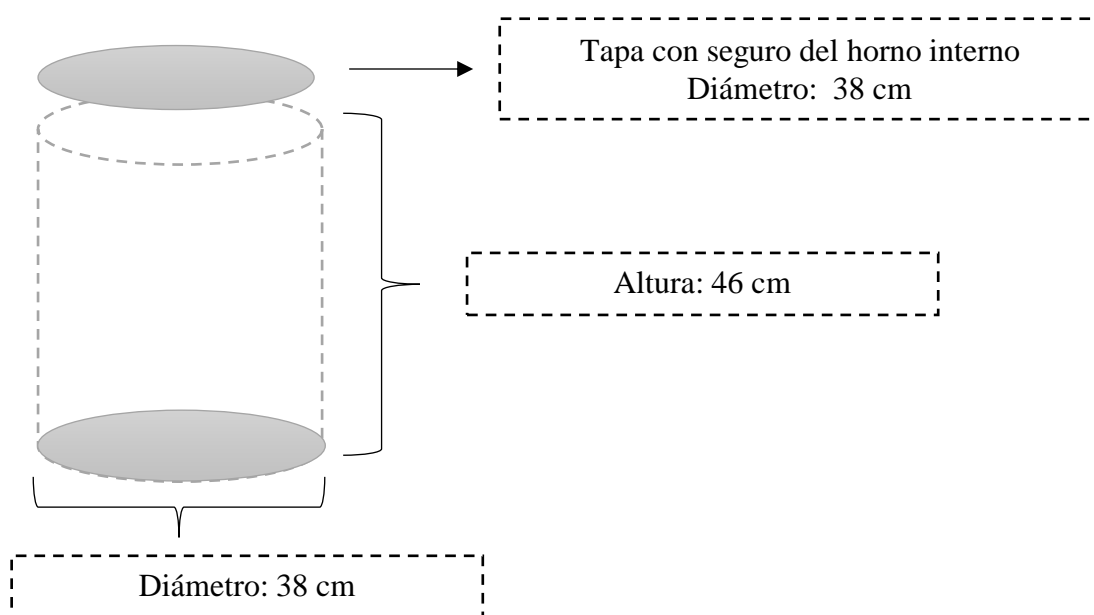 Tapa con seguro del horno interno
Diámetro: 38 cm
Altura: 46 cm
Diámetro: 38 cm